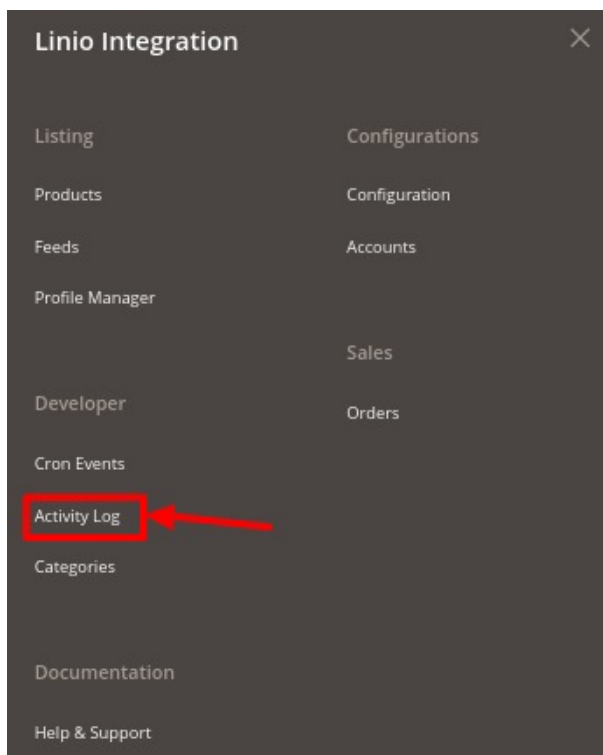 Linio Integration
Listing
Products
Feeds
Profile Manager
Developer
Cron Events
Activity Log
Categories
Documentation
Help & Support
Configurations
Configuration
Accounts
Sales
Orders